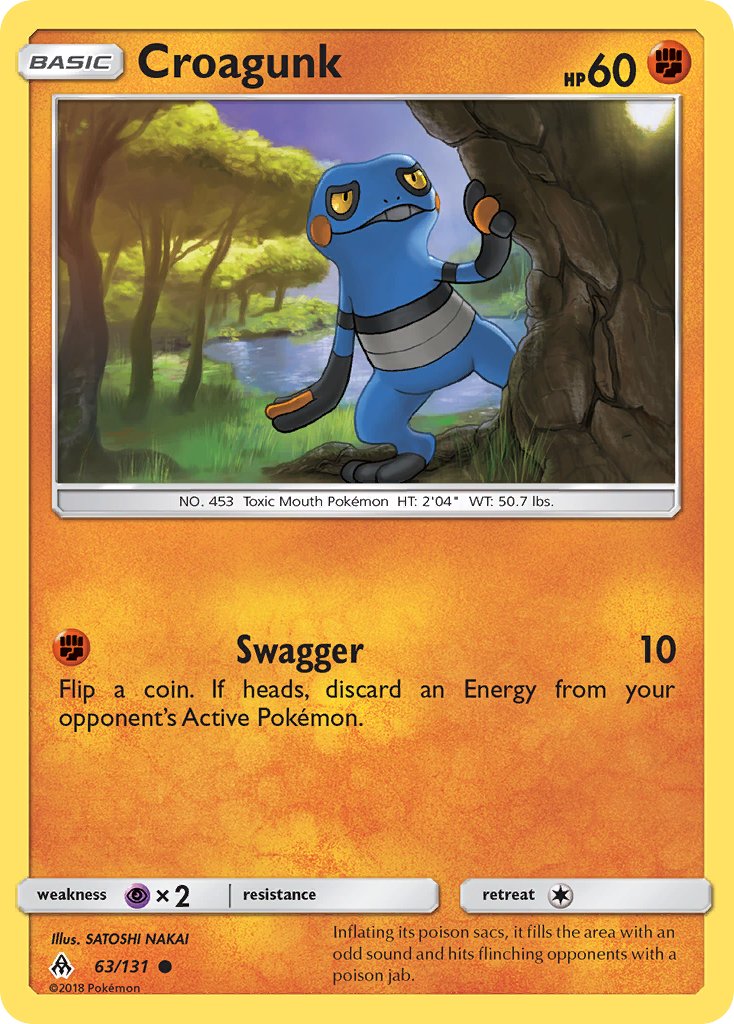 BASIC Croagunk HP60
NO. 453 Toxic Mouth Pokémon HT: 2'04" WT: 50.7 lbs.
Swagger 10
Flip a coin. If heads, discard an Energy from your
opponent's Active Pokémon.
weakness ×2 resistance retreat
Illus. SATOSHI NAKAI
63/131
©2018 Pokémon
Inflating its poison sacs, it fills the area with an
odd sound and hits flinching opponents with a
poison jab.